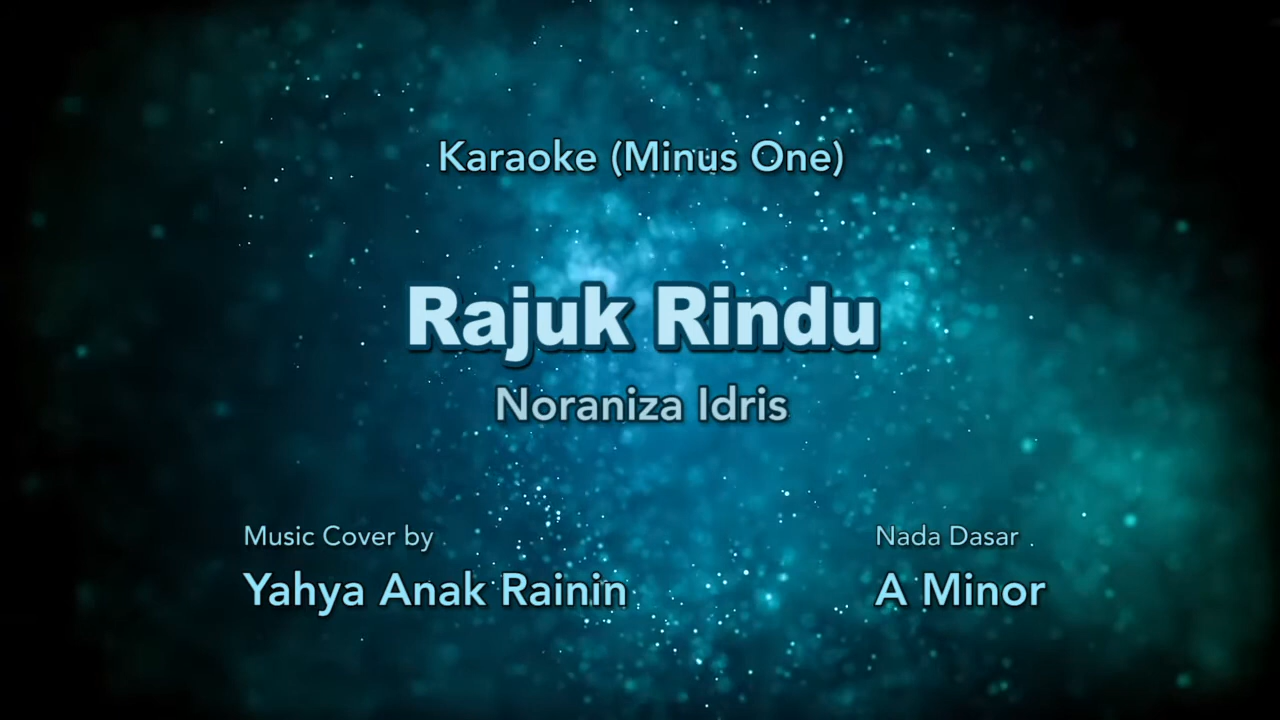 Karaoke (Minus One)
Rajuk Rindu
Noraniza Idris
Music Cover by
Yahya Anak Rainin
Nada Dasar
A Minor